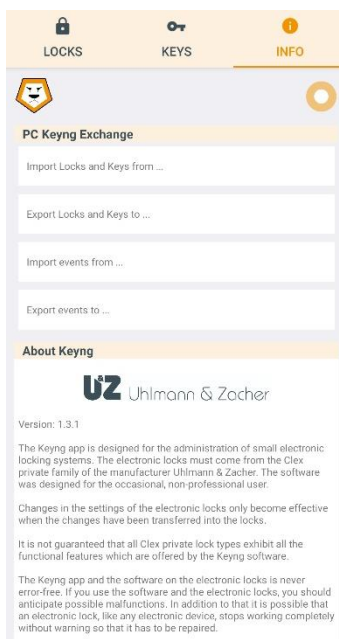 LOCKS KEYS INFO
PC Keyng Exchange
Import Locks and Keys from ...
Export Locks and Keys to ...
Import events from ...
Export events to ...
About Keyng
UZ Uhlmann & Zacher
Version: 1.3.1
The Keyng app is designed for the administration of small electronic
locking systems. The electronic locks must come from the Clex
private family of the manufacturer Uhlmann & Zacher. The software
was designed for the occasional, non-professional user.
Changes in the settings of the electronic locks only become effective
when the changes have been transferred into the locks.
It is not guaranteed that all Clex private lock types exhibit all the
functional features which are offered by the Keyng software.
The Keyng app and the software on the electronic locks is never
error-free. If you use the software and the electronic locks, you should
anticipate possible malfunctions. In addition to that it is possible that
an electronic lock, like any electronic device, stops working completely
without warning so that it has to be repaired.